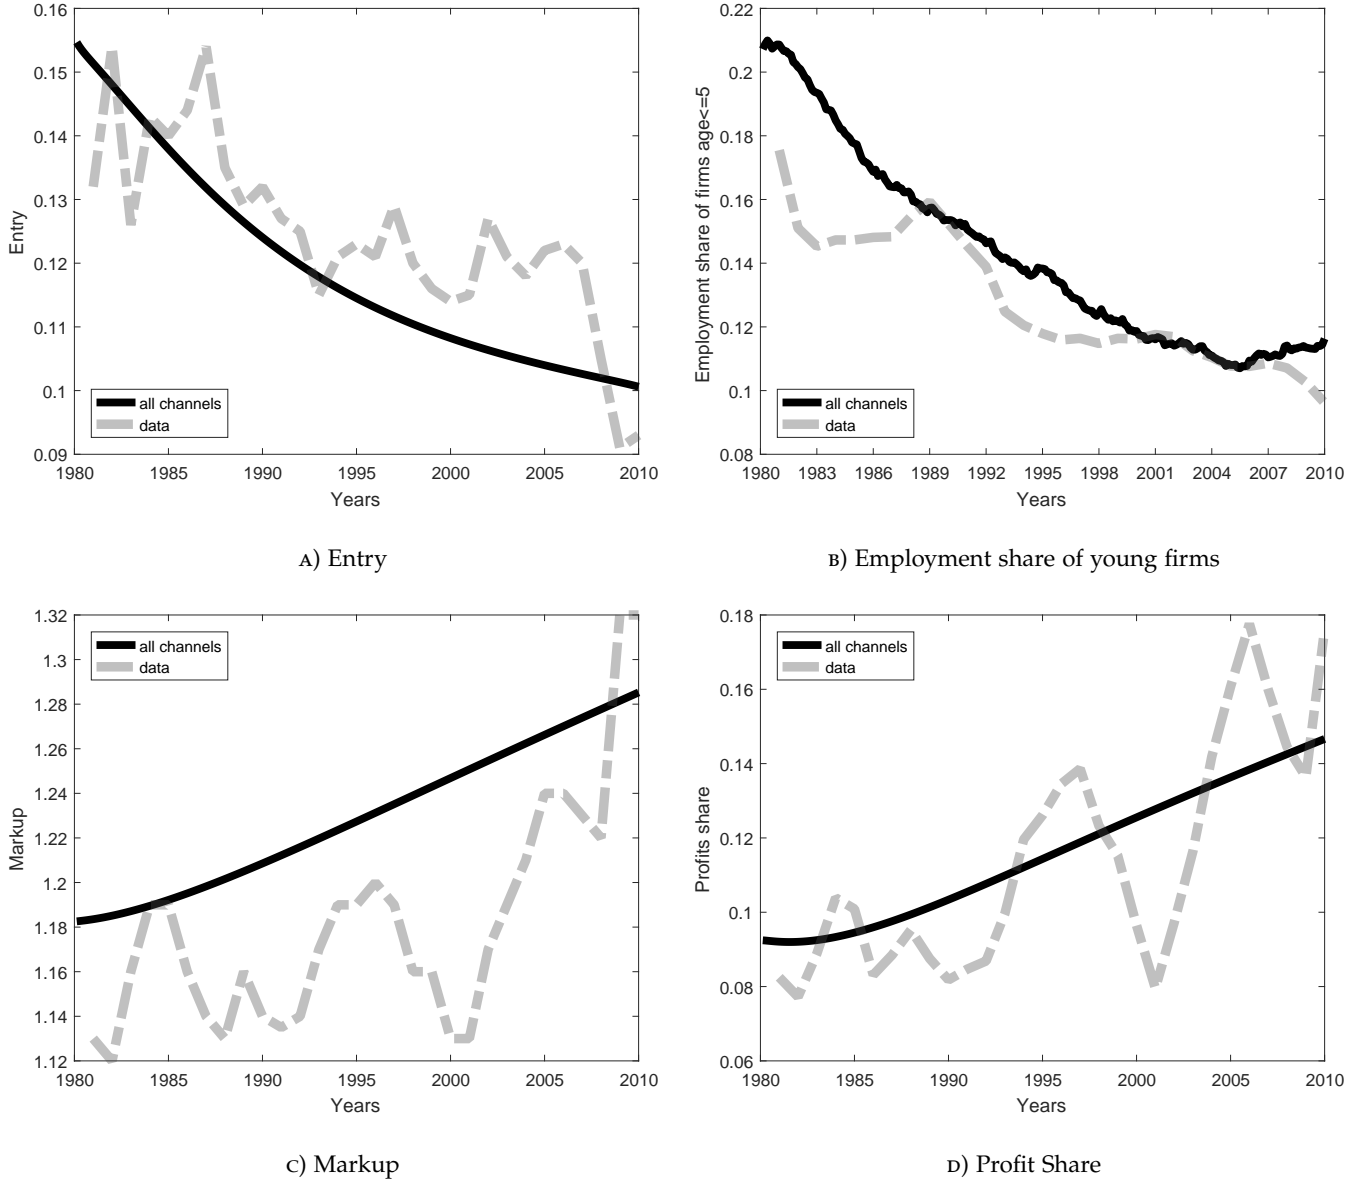 0.16
0.15
0.14
0.13
0.12
0.11
0.1
0.09
Entry
all channels
data
1980 1985 1990 1995 2000 2005 2010
Years
A) Entry
0.22
0.2
0.18
0.16
0.14
0.12
0.1
0.08
Employment share of firms age<=5
all channels
data
1980 1983 1986 1989 1992 1995 1998 2001 2004 2007 2010
Years
B) Employment share of young firms
1.32
1.3
1.28
1.26
1.24
1.22
1.2
1.18
1.16
1.14
1.12
Markup
all channels
data
1980 1985 1990 1995 2000 2005 2010
Years
C) Markup
0.18
0.16
0.14
0.12
0.1
0.08
0.06
Profits share
all channels
data
1980 1985 1990 1995 2000 2005 2010
Years
D) Profit Share